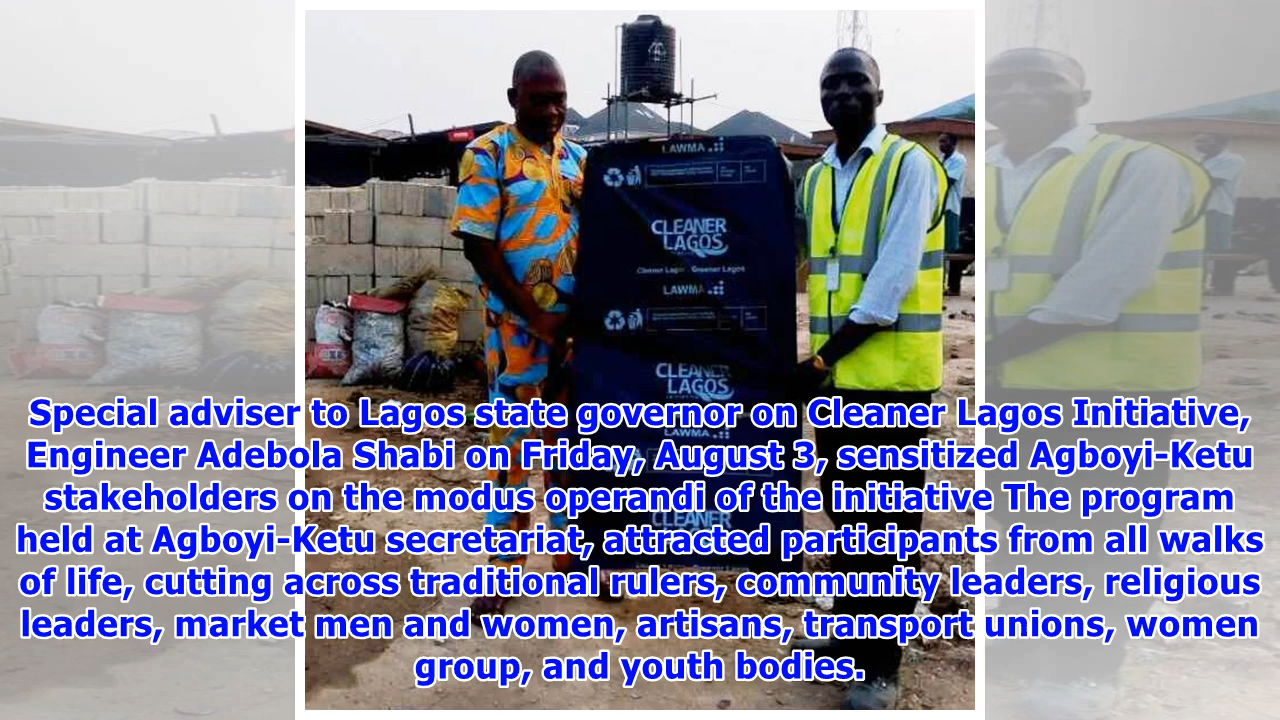 LAWMA
CLEANER
LAGOS
Cleaner Lagos - Greener Lagos
LAWMA
CLEANER
LAGOS
LAWMA
CLEANER
Special adviser to Lagos state governor on Cleaner Lagos Initiative,
Engineer Adebola Shabi on Friday, August 3, sensitized Agboyi-Ketu
stakeholders on the modus operandi of the initiative The program
held at Agboyi-Ketu secretariat, attracted participants from all walks
of life, cutting across traditional rulers, community leaders, religious
leaders, market men and women, artisans, transport unions, women
group, and youth bodies.